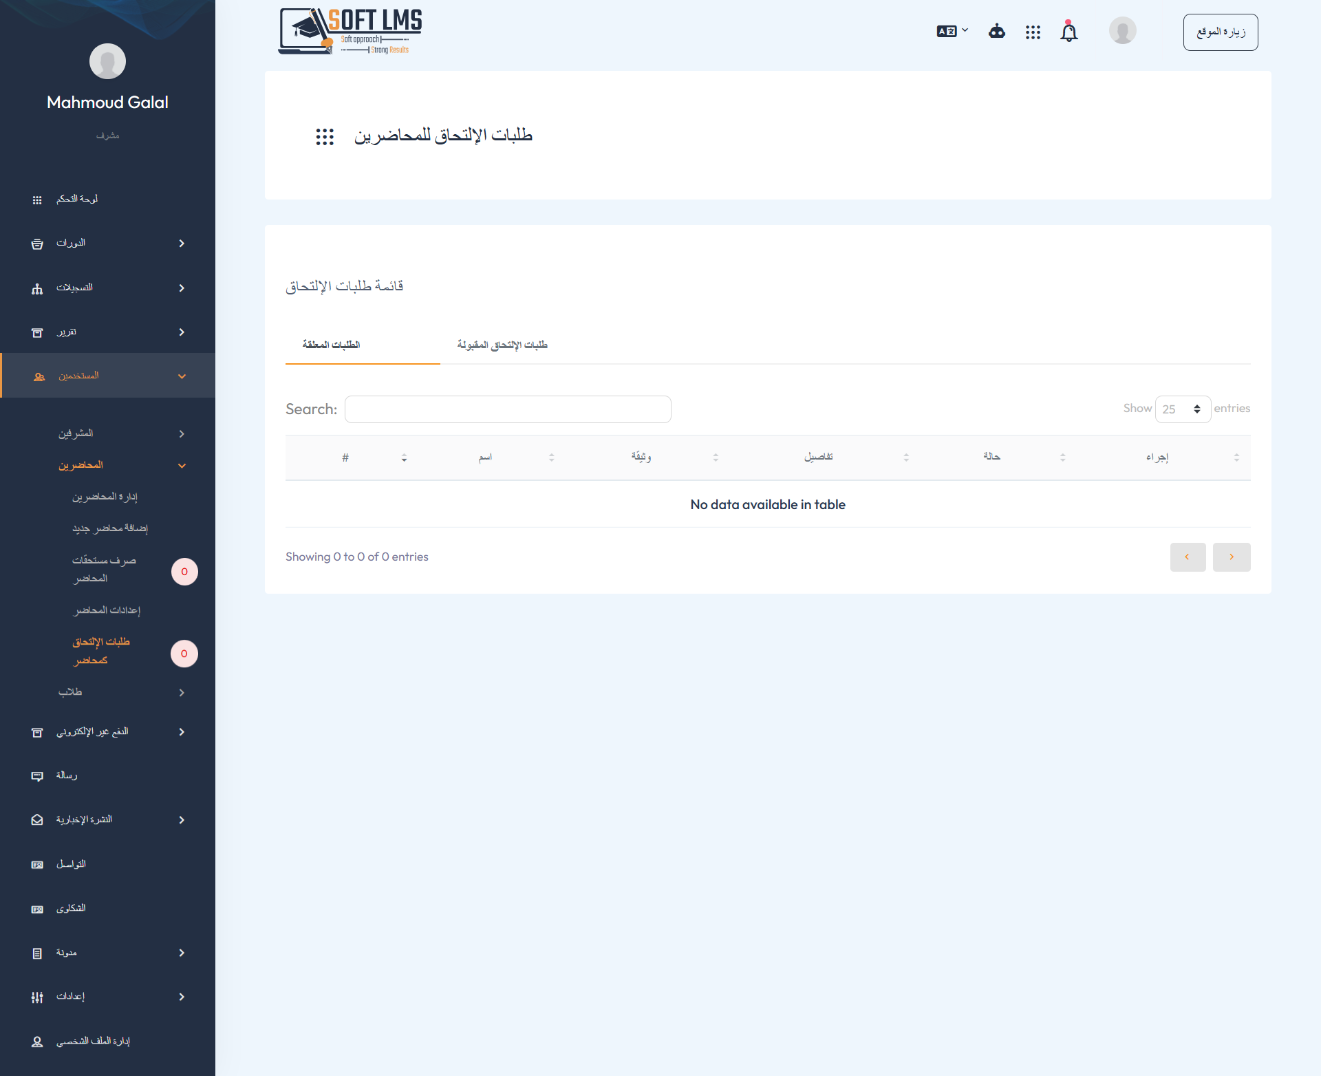 Mahmoud Galal
مشرف
لوحة التحكم
الدورات
التسجيلات
تقرير
المستخدمين
المشرفين
المحاضرين
إدارة المحاضرين
إضافة محاضر جديد
صرف مستحقات
المحاضر
0
إعدادات المحاضر
طلبات الإلتحاق
كمحاضر
0
طلاب
الدفع غير الإلكتروني
رسالة
النشرة الإخبارية
التواصل
الشكاوى
مدونة
إعدادات
إدارة الملف الشخصي
SOFT LMS
Soft approach
Strong Results
زيارة الموقع
طلبات الإلتحاق للمحاضرين
قائمة طلبات الإلتحاق
الطلبات المعلقة
طلبات الإلتحاق المقبولة
Search:
Show 25 entries
# اسم وثيقة تفاصيل حالة إجراء
No data available in table
Showing 0 to 0 of 0 entries